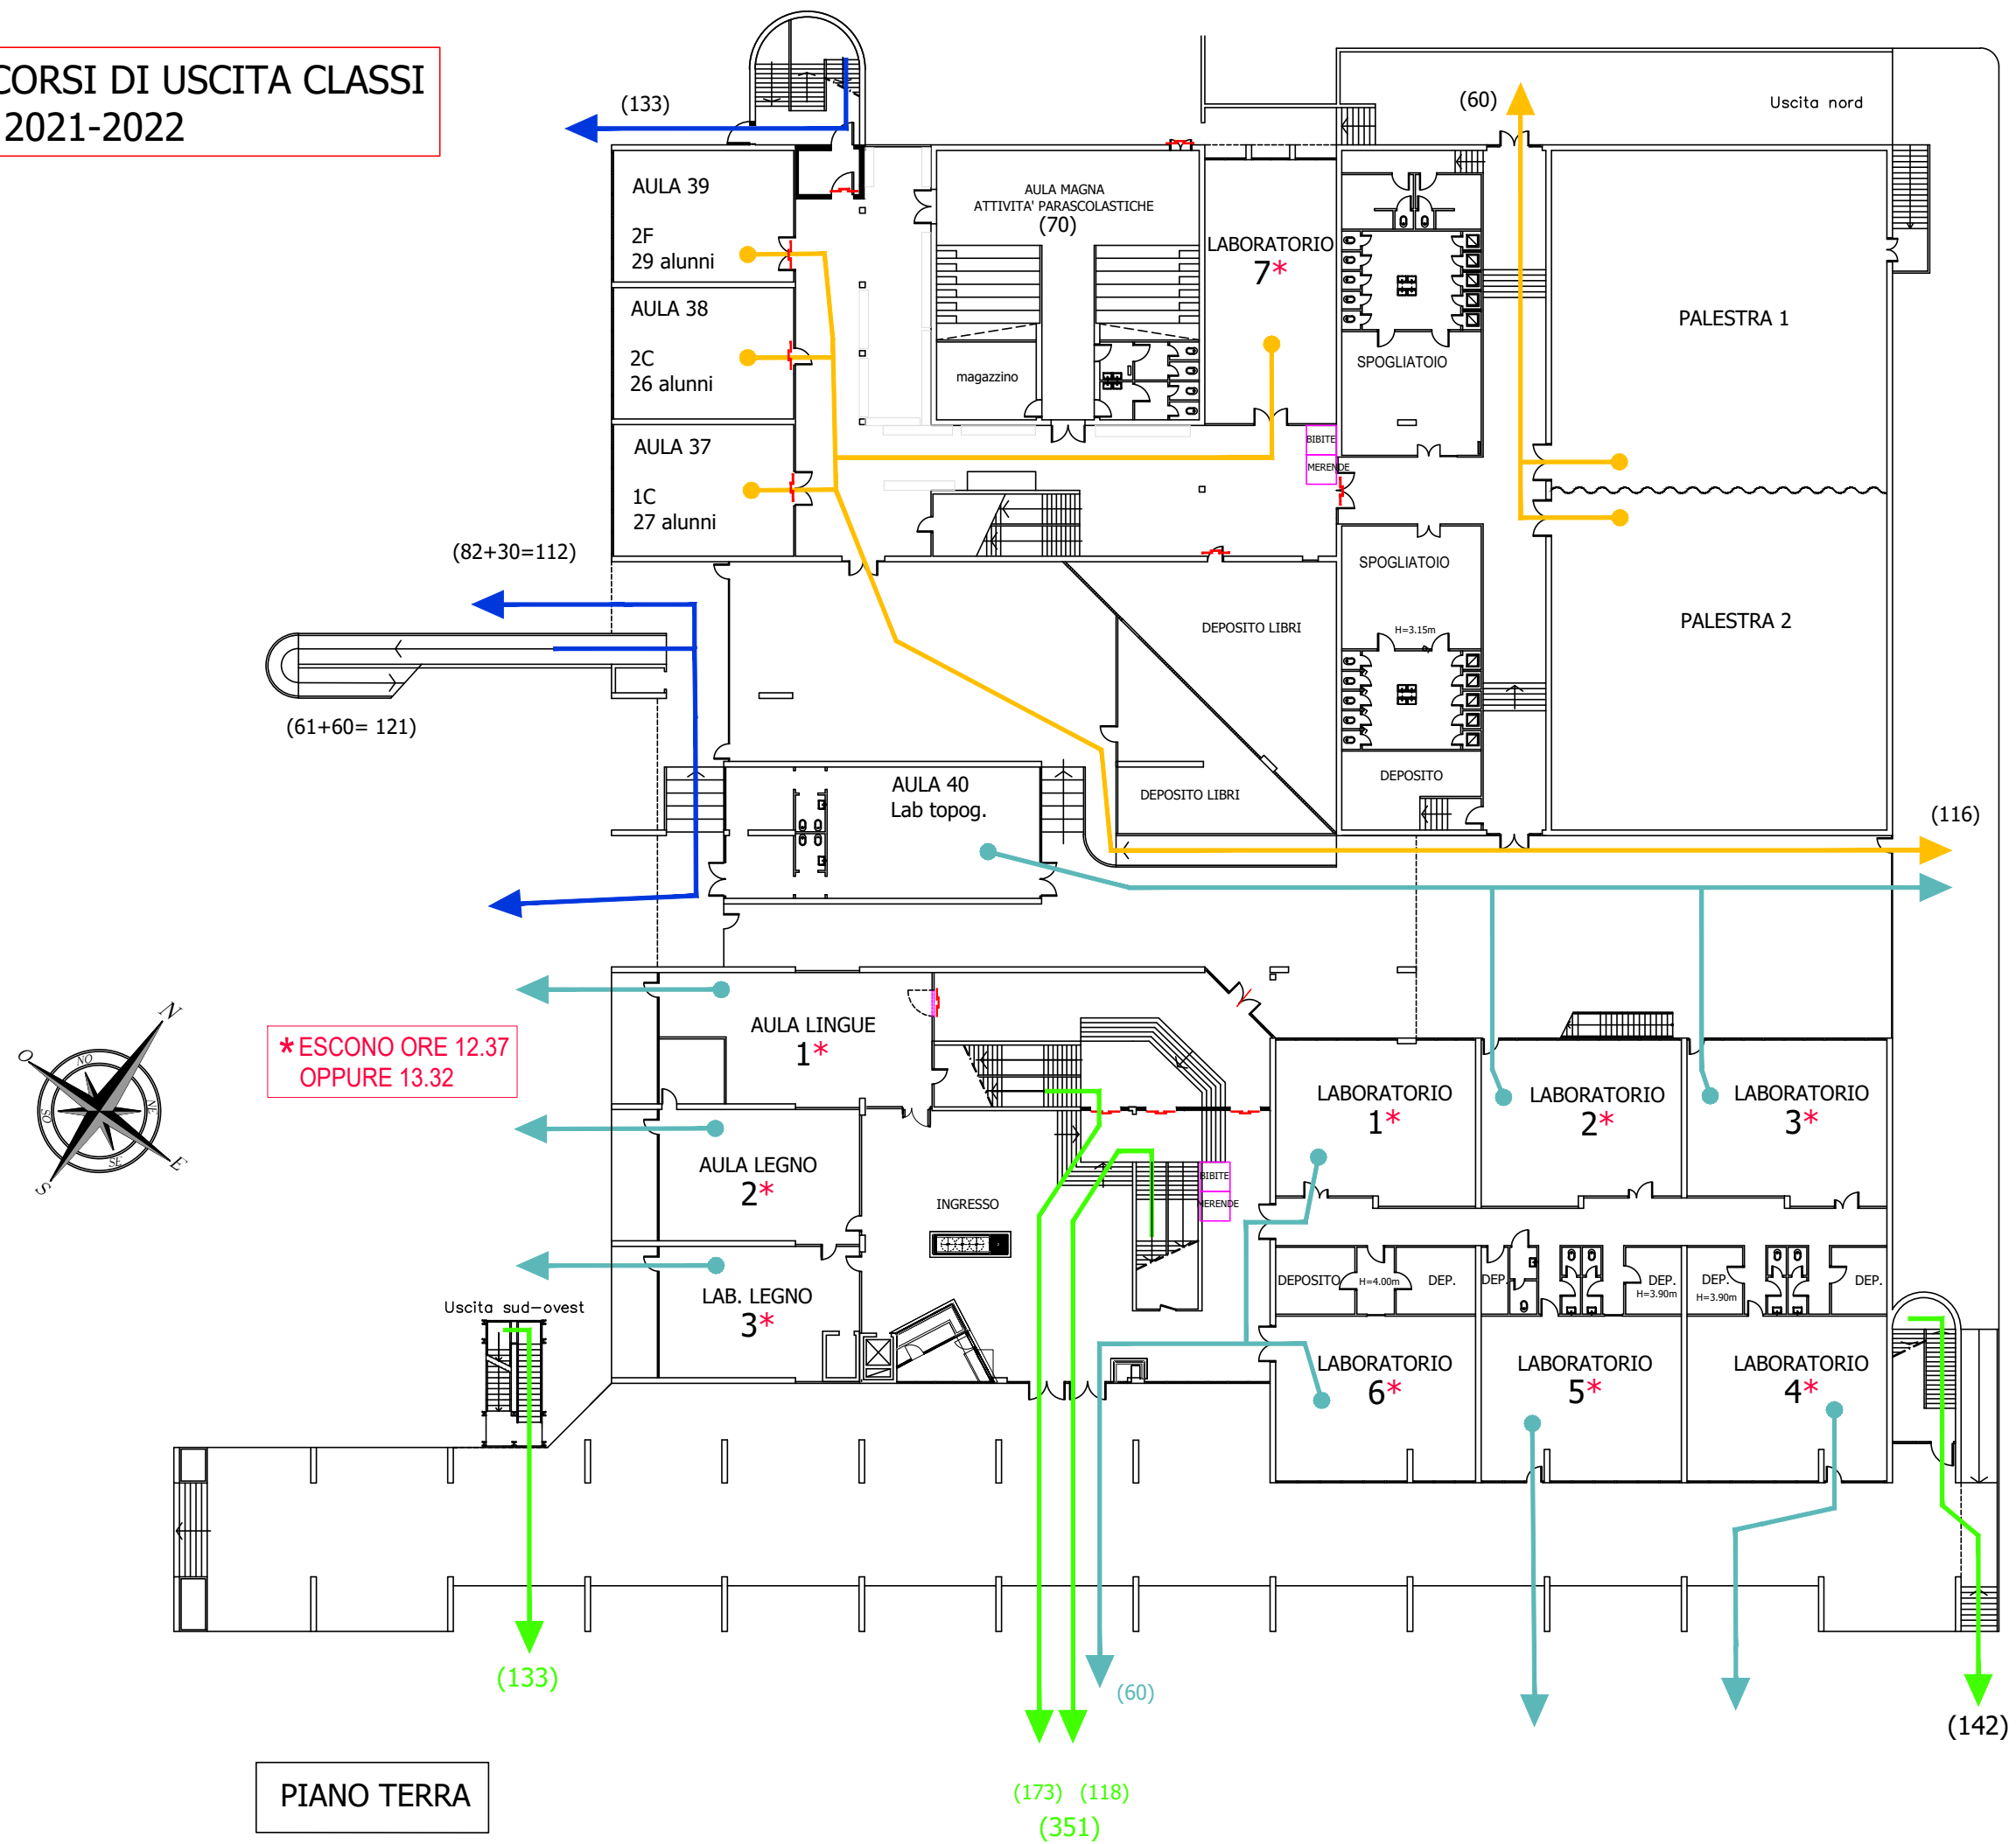 CORSI DI USCITA CLASSI
2021-2022
(133)
(60)
Uscita nord
AULA 39
2F
29 alunni
AULA MAGNA
ATTIVITA' PARASCOLASTICHE
(70)
LABORATORIO
7*
AULA 38
2C
26 alunni
magazzino
SPOGLIATOIO
PALESTRA 1
AULA 37
1C
27 alunni
BIBITE
MERENDE
(82+30=112)
SPOGLIATOIO
H=3.15m
DEPOSITO LIBRI
PALESTRA 2
(61+60= 121)
AULA 40
Lab topog.
DEPOSITO LIBRI
DEPOSITO
(116)
N
NO
O
NE
SO
SE
E
S
* ESCONO ORE 12.37
OPPURE 13.32
AULA LINGUE
1*
LABORATORIO
1*
LABORATORIO
2*
LABORATORIO
3*
AULA LEGNO
2*
INGRESSO
BIBITE
MERENDE
LAB. LEGNO
3*
DEPOSITO
H=4.00m
DEP.
DEP.
DEP.
H=3.90m
DEP.
H=3.90m
DEP.
Uscita sud-ovest
LABORATORIO
6*
LABORATORIO
5*
LABORATORIO
4*
(133)
(60)
(142)
(173) (118)
(351)
PIANO TERRA